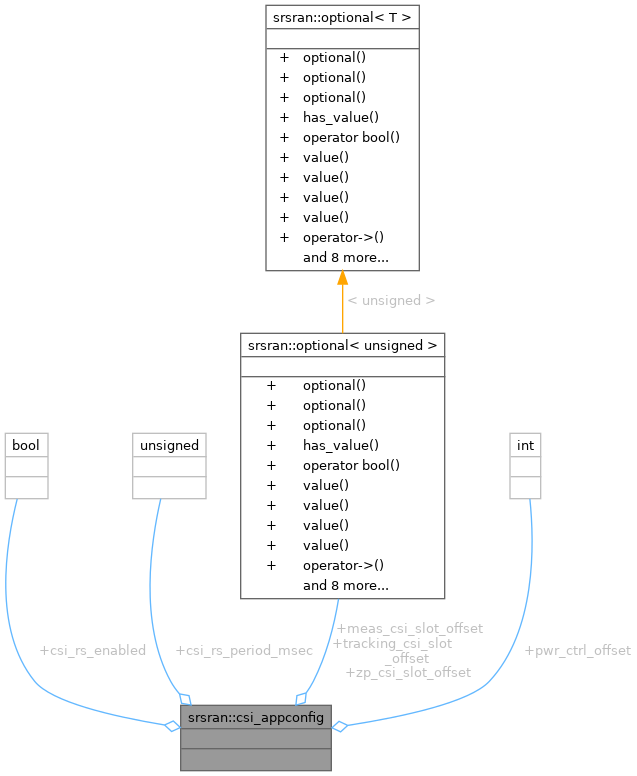 srsran::optional< T >
+ optional()
+ optional()
+ optional()
+ has_value()
+ operator bool()
+ value()
+ value()
+ value()
+ value()
+ operator->()
and 8 more...
< unsigned >
srsran::optional< unsigned >
+ optional()
+ optional()
+ optional()
+ has_value()
+ operator bool()
+ value()
+ value()
+ value()
+ value()
+ operator->()
and 8 more...
bool
unsigned
int
+csi_rs_enabled
+csi_rs_period_msec
+meas_csi_slot_offset
+tracking_csi_slot
_offset
+zp_csi_slot_offset
+pwr_ctrl_offset
srsran::csi_appconfig